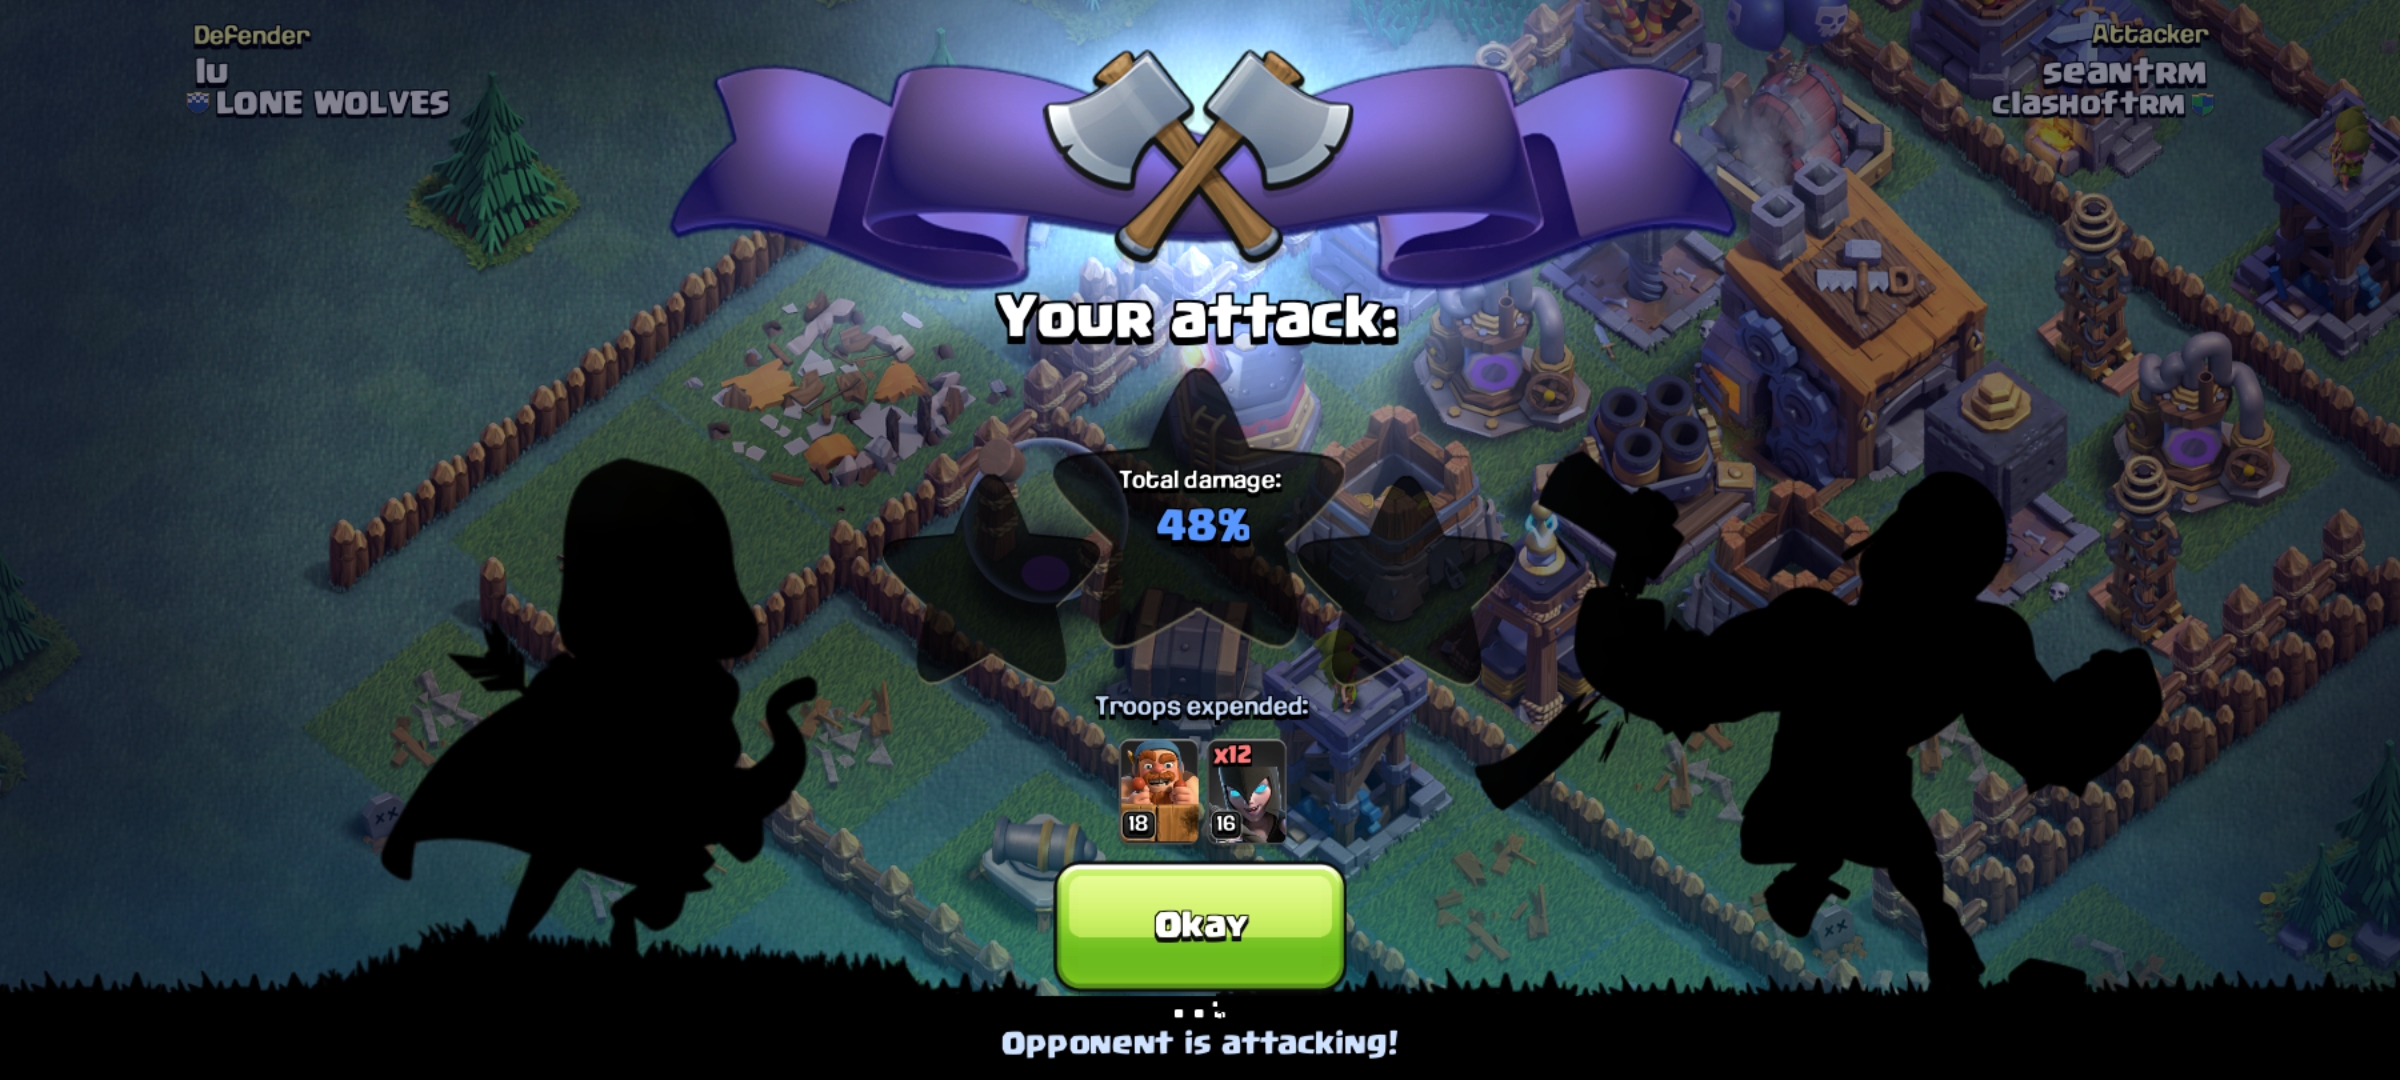 Defender
lu
LONE WOLVES
Attacker
seantRM
clashoftRM
Your attack:
Total damage:
48%
Troops expended:
x12
18
16
Okay
Opponent is attacking!